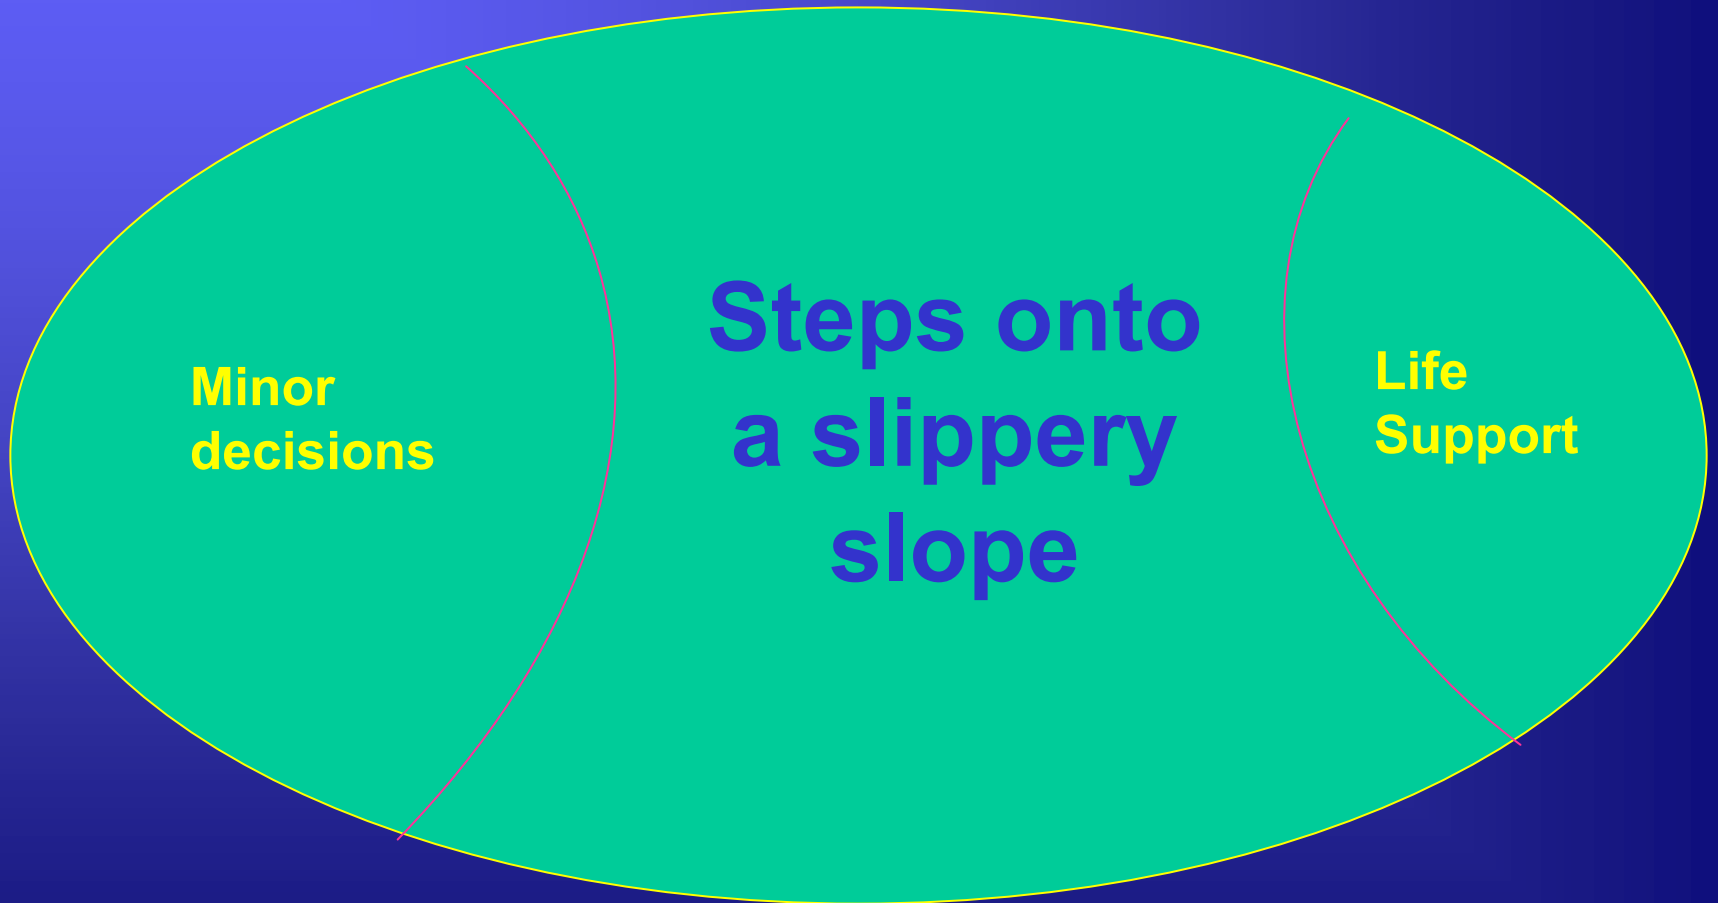 Minor
decisions
Steps onto
a slippery
slope
Life
Support